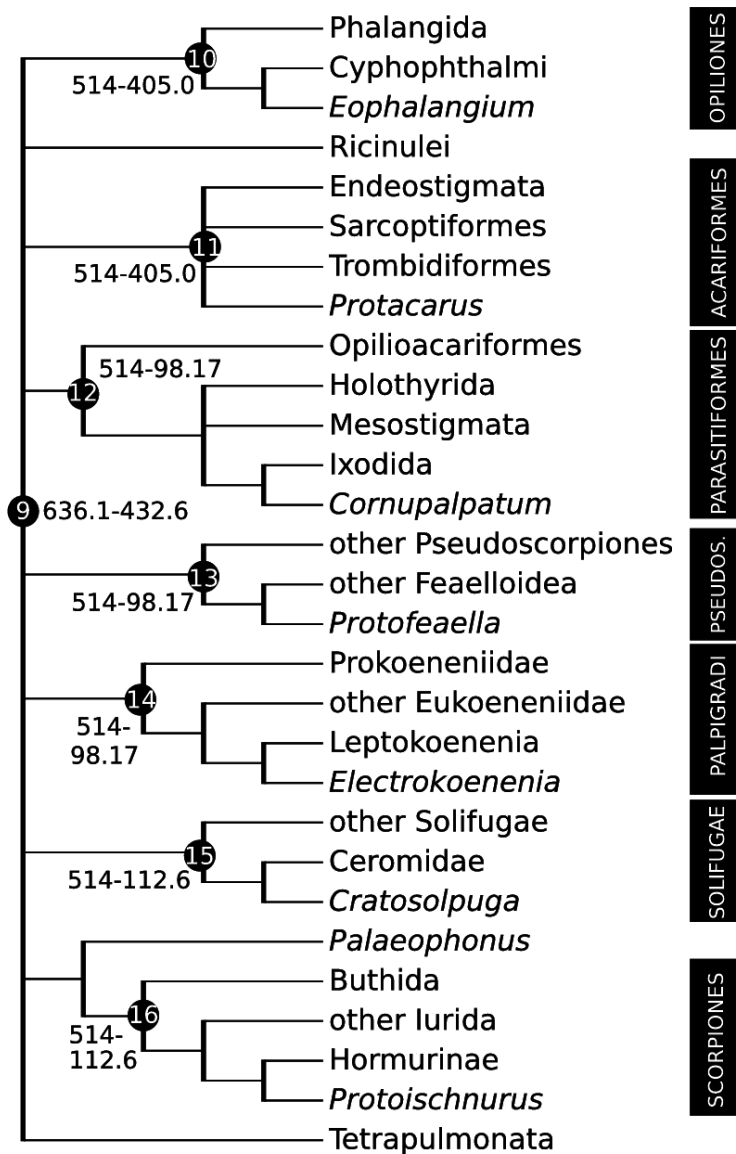 Phalangida
10
514-405.0
Cyphophthalmi
Eophalangium
OPILIONES
Ricinulei
Endeostigmata
Sarcoptiformes
11
514-405.0
Trombidiformes
Protacarus
ACARIFORMES
Opilioacariformes
514-98.17
12
Holothyrida
Mesostigmata
Ixodida
Cornupalpatum
PARASITIFORMES
9 636.1-432.6
other Pseudoscorpiones
13
514-98.17
other Feaelloidea
Protofeaella
PSEUDOS.
Prokoeneniidae
14
514-
98.17
other Eukoeneniidae
Leptokoenenia
Electrokoenenia
PALPIGRADI
other Solifugae
15
514-112.6
Ceromidae
Cratosolpuga
SOLIFUGAE
Palaeophonus
Buthida
16
514-
112.6
other Iurida
Hormurinae
Protoischnurus
SCORPIONES
Tetrapulmonata